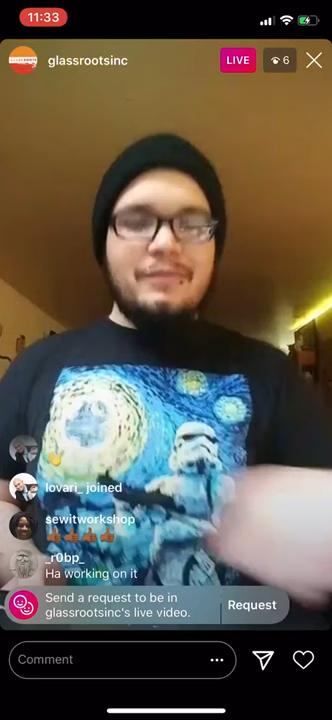 11:33
glassrootsinc
LIVE
6
lovari_ joined
sewitworkshop
_r0bp_
Ha working on it
Send a request to be in
glassrootsinc's live video.
Request
Comment